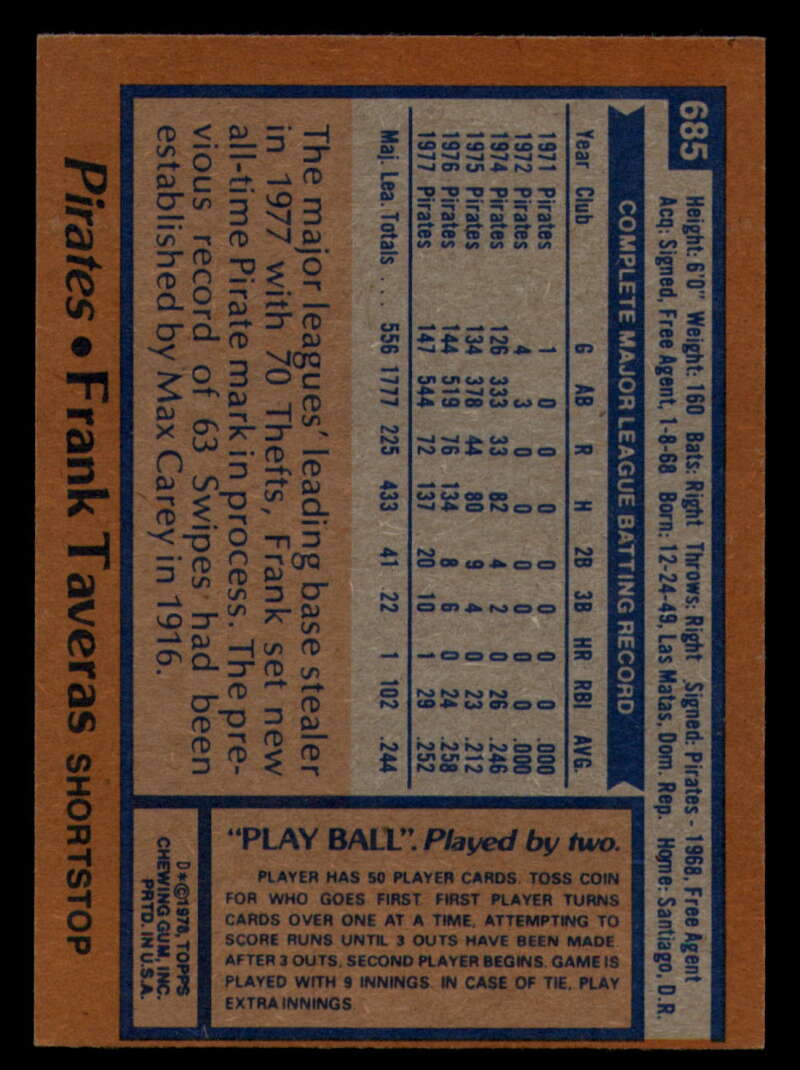 685
Height: 6'0" Weight: 160 Bats: Right Throws: Right Signed: Pirates - 1968, Free Agent
Acq: Signed, Free Agent, 1-8-68 Born: 12-24-49, Las Matas, Dom. Rep. Home: Santiago, D.R.
COMPLETE MAJOR LEAGUE BATTING RECORD
Year Club G AB R H 2B 3B HR RBI AVG.
1971 Pirates 1 0 0 0 0 0 0 0 .000
1972 Pirates 4 3 0 0 0 0 0 0 .000
1974 Pirates 126 333 33 82 4 2 0 26 .246
1975 Pirates 134 378 44 80 9 4 0 23 .212
1976 Pirates 144 519 76 134 8 6 0 24 .258
1977 Pirates 147 544 72 137 20 10 1 29 .252
Maj. Lea. Totals .... 556 1777 225 433 41 22 1 102 .244
The major leagues' leading base stealer
in 1977 with 70 Thefts, Frank set new
all-time Pirate mark in process. The pre-
vious record of 63 Swipes had been
established by Max Carey in 1916.
Pirates • Frank Taveras SHORTSTOP
"PLAY BALL". Played by two.
PLAYER HAS 50 PLAYER CARDS. TOSS COIN
FOR WHO GOES FIRST. FIRST PLAYER TURNS
CARDS OVER ONE AT A TIME, ATTEMPTING TO
SCORE RUNS UNTIL 3 OUTS HAVE BEEN MADE.
AFTER 3 OUTS, SECOND PLAYER BEGINS. GAME IS
PLAYED WITH 9 INNINGS. IN CASE OF TIE, PLAY
EXTRA INNINGS.
D*©1978, TOPPS
CHEWING GUM, INC.
PRTD. IN U.S.A.